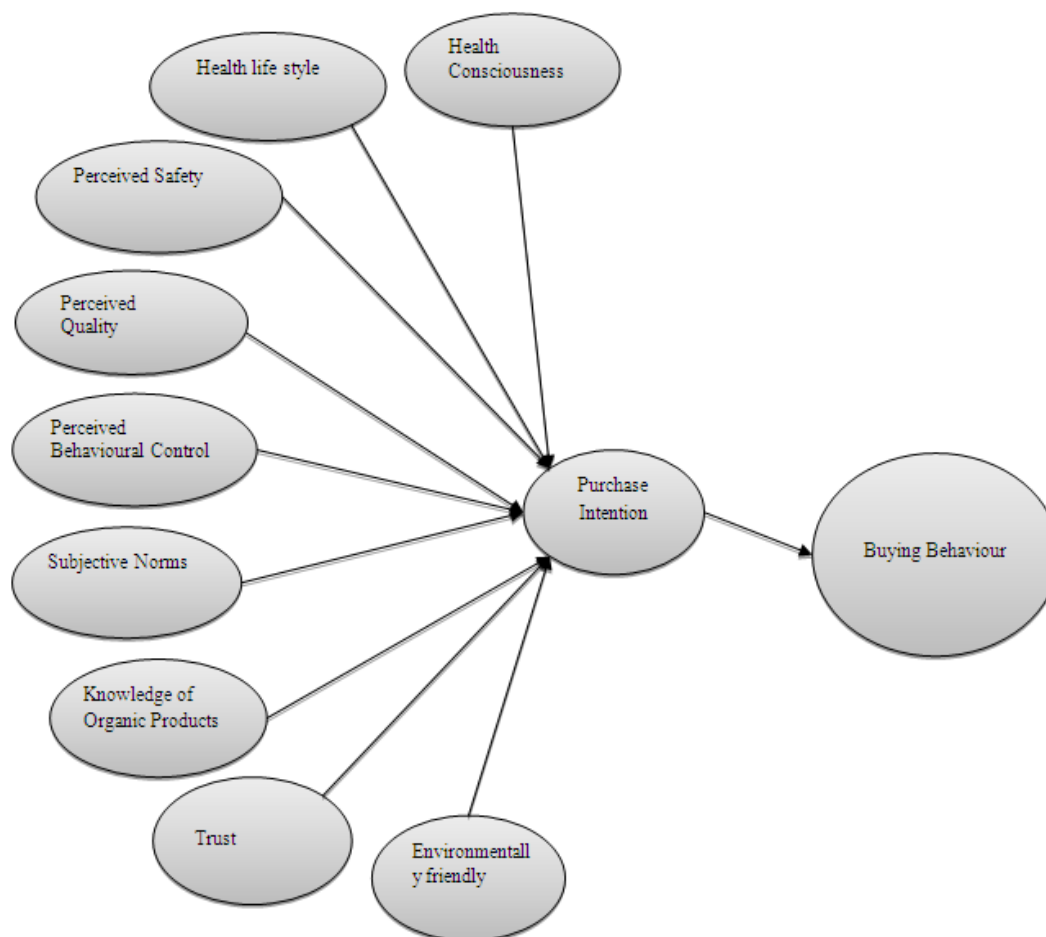 Health life style
Health
Consciousness
Perceived Safety
Perceived
Quality
Perceived
Behavioural Control
Purchase
Intention
Buying Behaviour
Subjective Norms
Knowledge of
Organic Products
Trust
Environmentall
y friendly